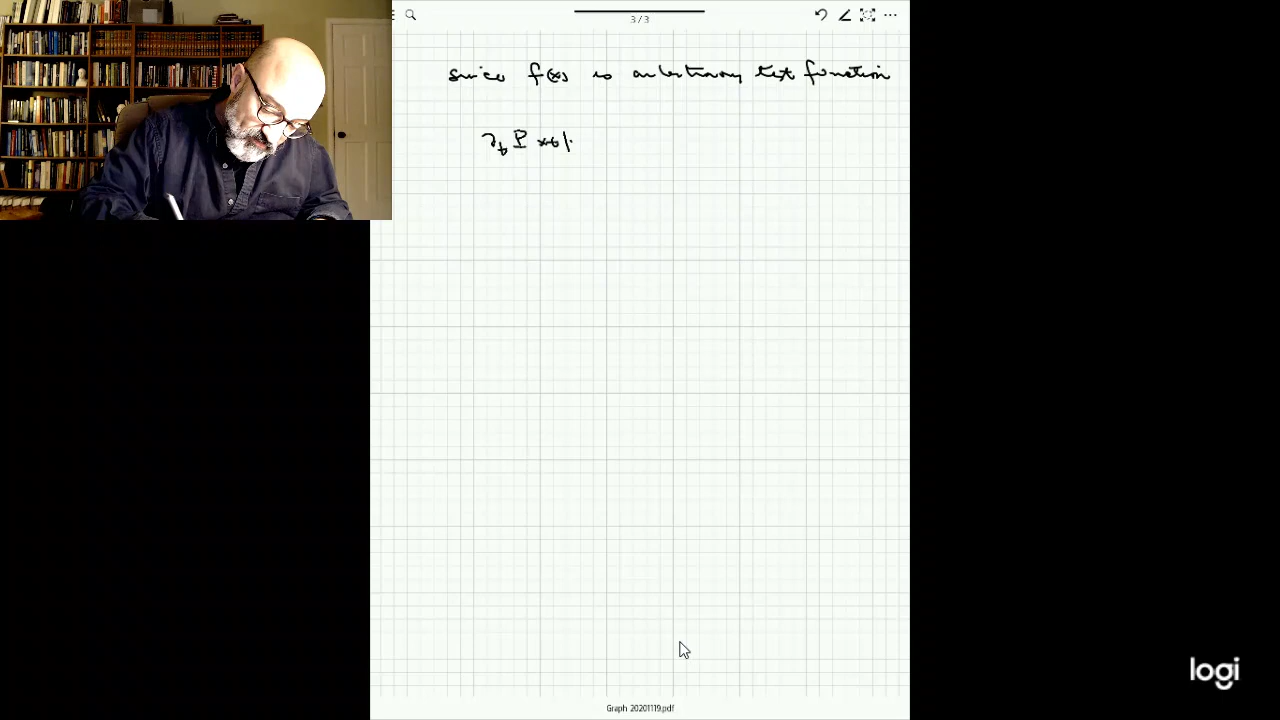 3 / 3
since f(x) is arbitrary test function
∂t P x t |
Graph 20201119.pdf
logi